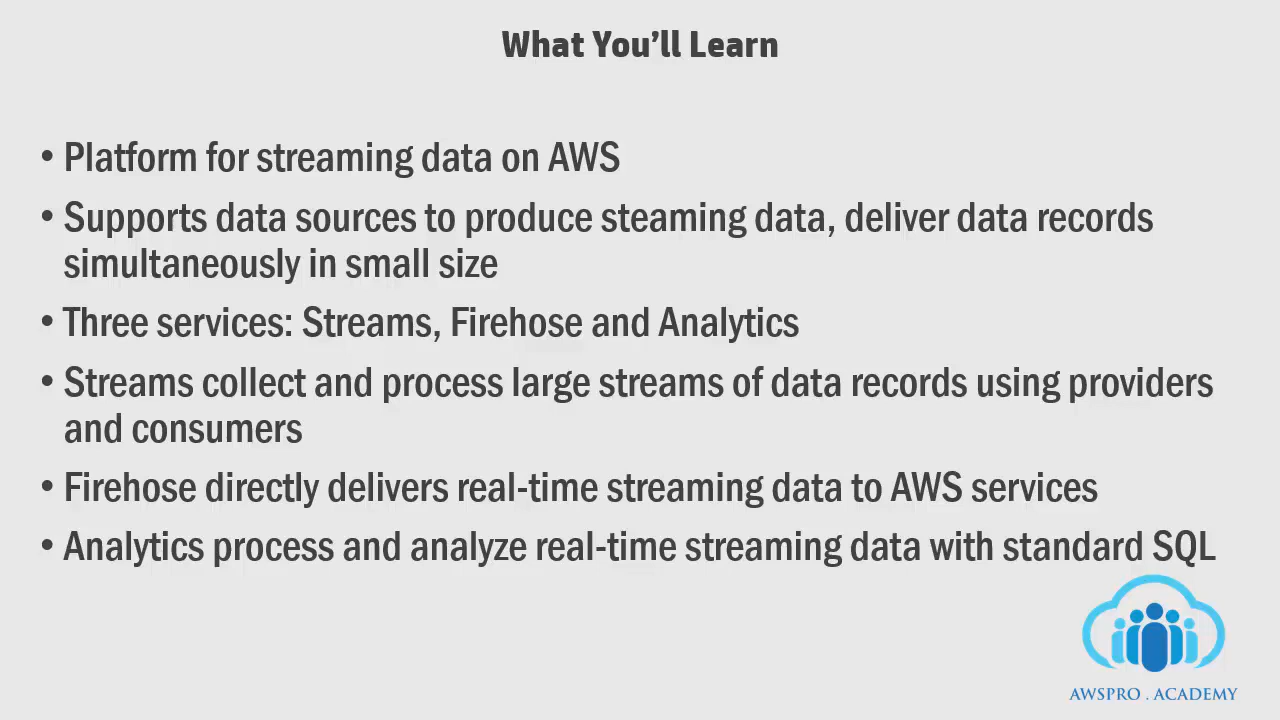 What You’ll Learn
• Platform for streaming data on AWS
• Supports data sources to produce steaming data, deliver data records
simultaneously in small size
• Three services: Streams, Firehose and Analytics
• Streams collect and process large streams of data records using providers
and consumers
• Firehose directly delivers real-time streaming data to AWS services
• Analytics process and analyze real-time streaming data with standard SQL
AWSPRO . ACADEMY